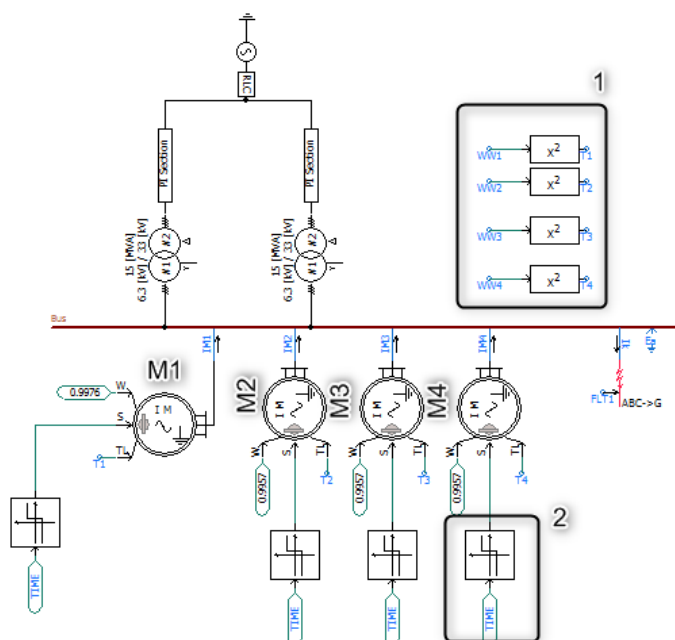 S
RLC
PI Section
PI Section
#2
#1
15 [MVA]
6.3 [kV] / 33 [kV]
#2
#1
15 [MVA]
6.3 [kV] / 33 [kV]
1
WW1
X²
T1
WW2
X²
T2
WW3
X²
T3
WW4
X²
T4
Bus
IM1
IM2
IM3
IM4
M1
M2
M3
M4
0.9976
W
S
TL
T1
I M
I M
I M
I M
W
S
TL
W
S
TL
W
S
TL
0.9957
T2
0.9957
T3
0.9957
T4
FLT1
ABC->G
2
TIME
TIME
TIME
TIME